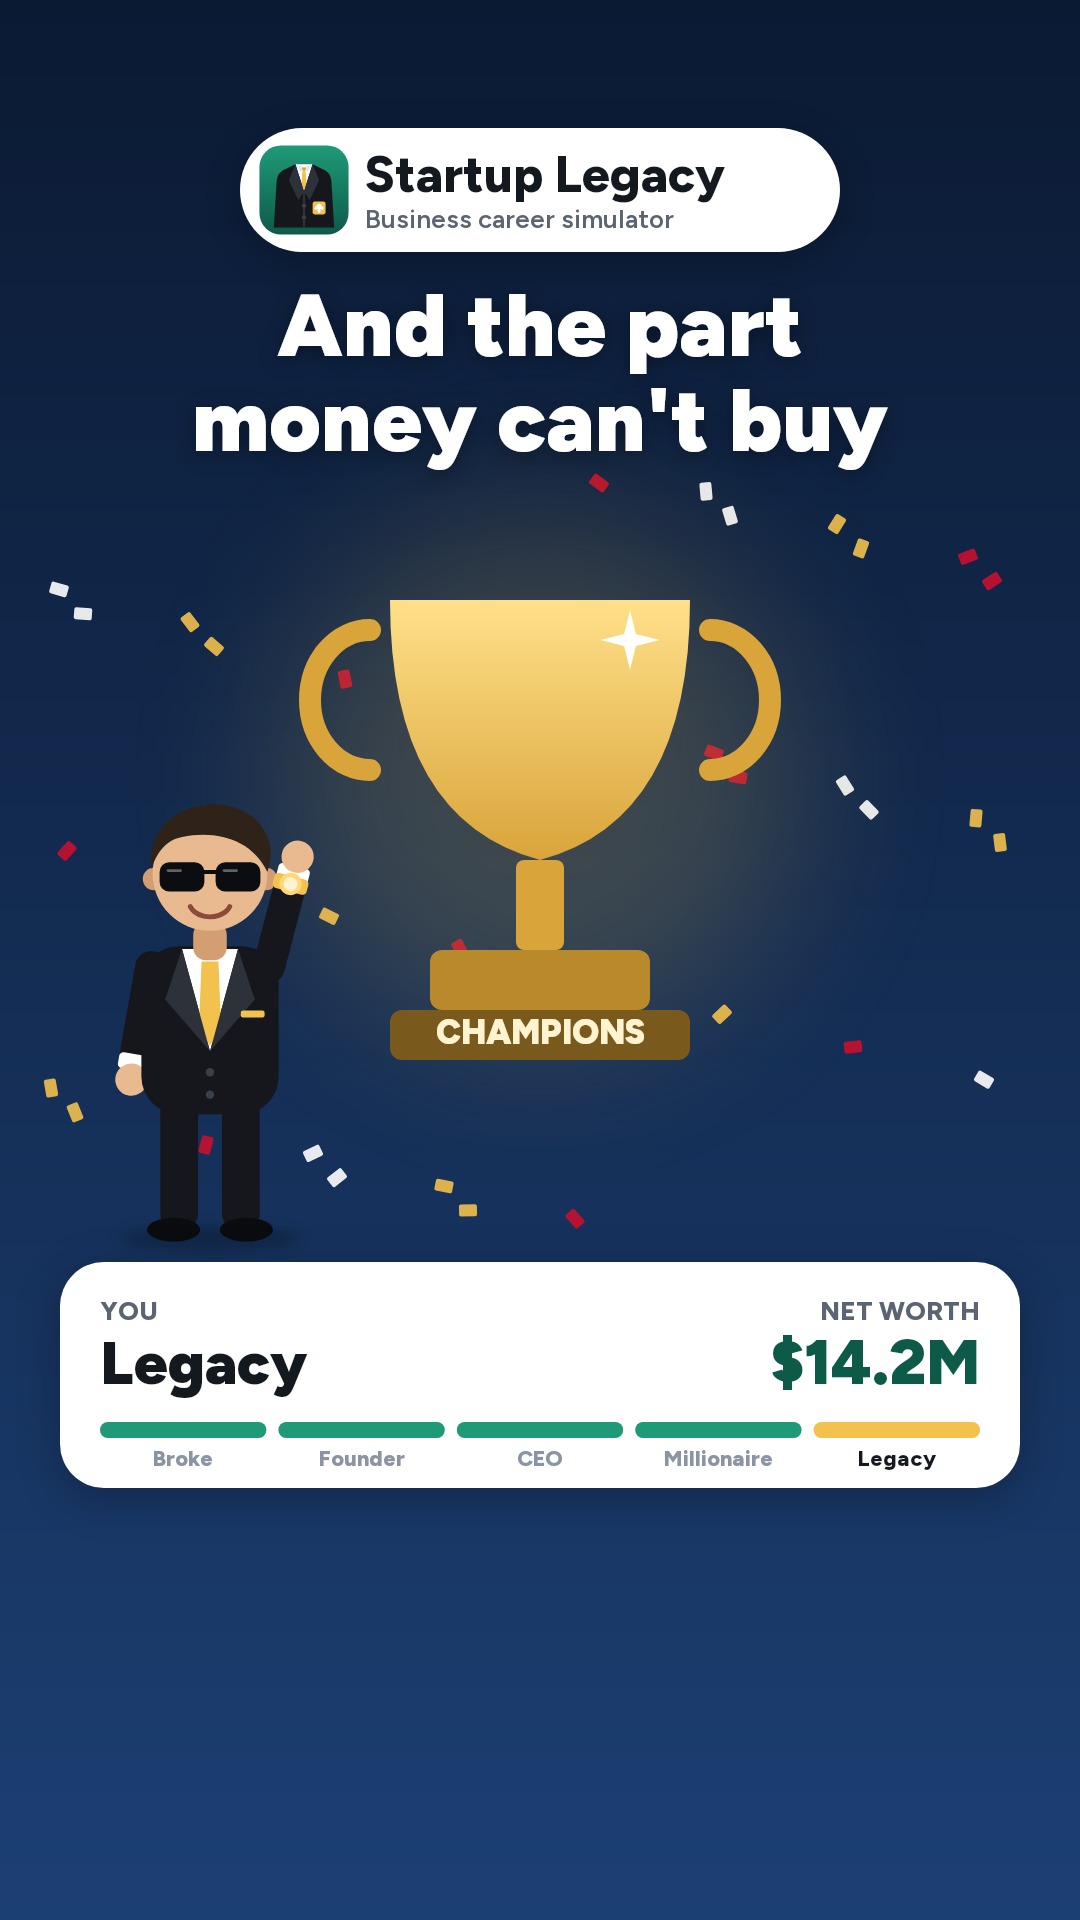 Startup Legacy
Business career simulator
And the part
money can't buy
CHAMPIONS
YOU
NET WORTH
Legacy
$14.2M
Broke
Founder
CEO
Millionaire
Legacy